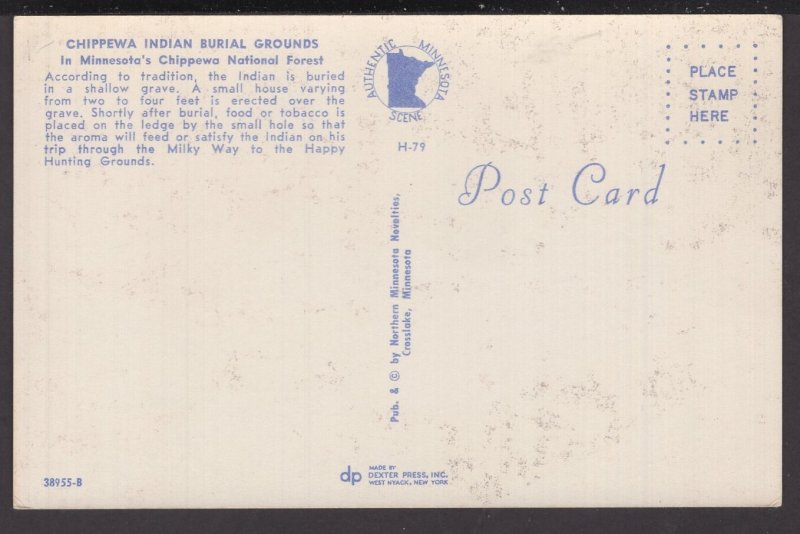 CHIPPEWA INDIAN BURIAL GROUNDS
In Minnesota's Chippewa National Forest
According to tradition, the Indian is buried
in a shallow grave. A small house varying
from two to four feet is erected over the
grave. Shortly after burial, food or tobacco is
placed on the ledge by the small hole so that
the aroma will feed or satisfy the Indian on his
trip through the Milky Way to the Happy
Hunting Grounds.
AUTHENTIC MINNESOTA
SCENE
H-79
PLACE
STAMP
HERE
Post Card
Pub. & © by Northern Minnesota Novelties,
Crosslake, Minnesota
38955-B
dp
MADE BY
DEXTER PRESS, INC.
WEST NYACK, NEW YORK